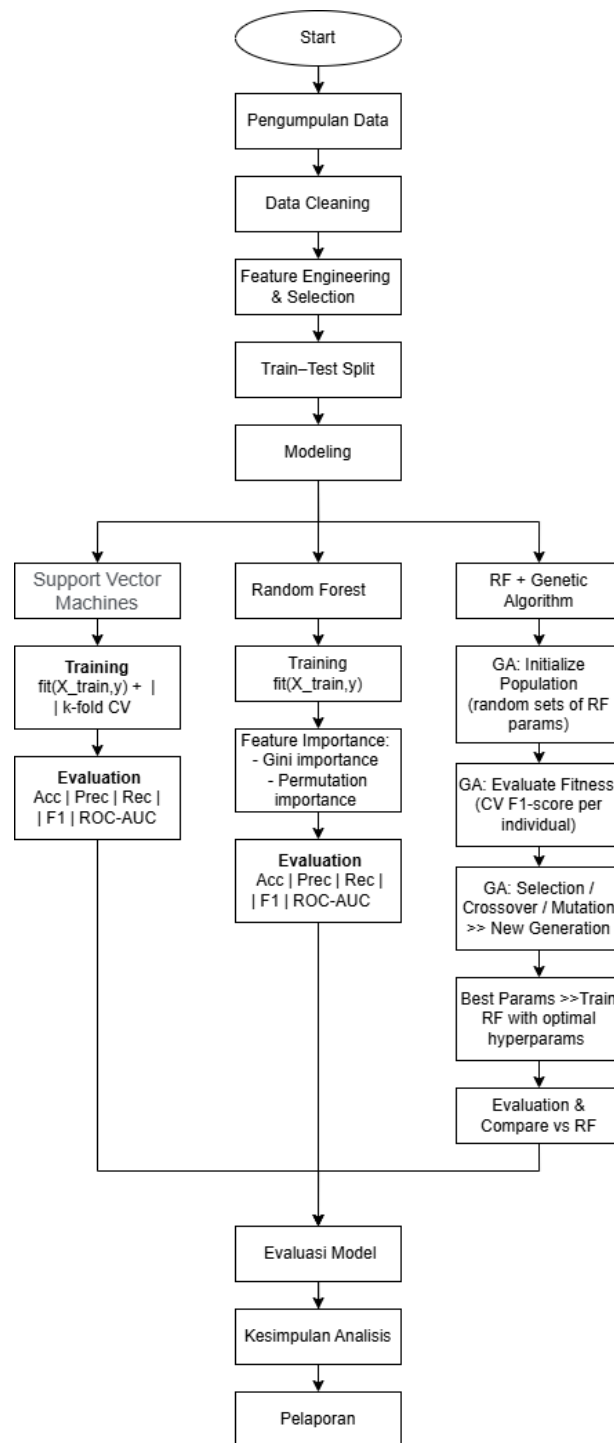 Start
Pengumpulan Data
Data Cleaning
Feature Engineering
& Selection
Train–Test Split
Modeling
Support Vector
Machines
Training
fit(X_train,y) + |
| k-fold CV
Evaluation
Acc | Prec | Rec |
| F1 | ROC-AUC
Random Forest
Training
fit(X_train,y)
Feature Importance:
- Gini importance
- Permutation
importance
Evaluation
Acc | Prec | Rec |
| F1 | ROC-AUC
RF + Genetic
Algorithm
GA: Initialize
Population
(random sets of RF
params)
GA: Evaluate Fitness
(CV F1-score per
individual)
GA: Selection /
Crossover / Mutation
>> New Generation
Best Params >>Train
RF with optimal
hyperparams
Evaluation &
Compare vs RF
Evaluasi Model
Kesimpulan Analisis
Pelaporan